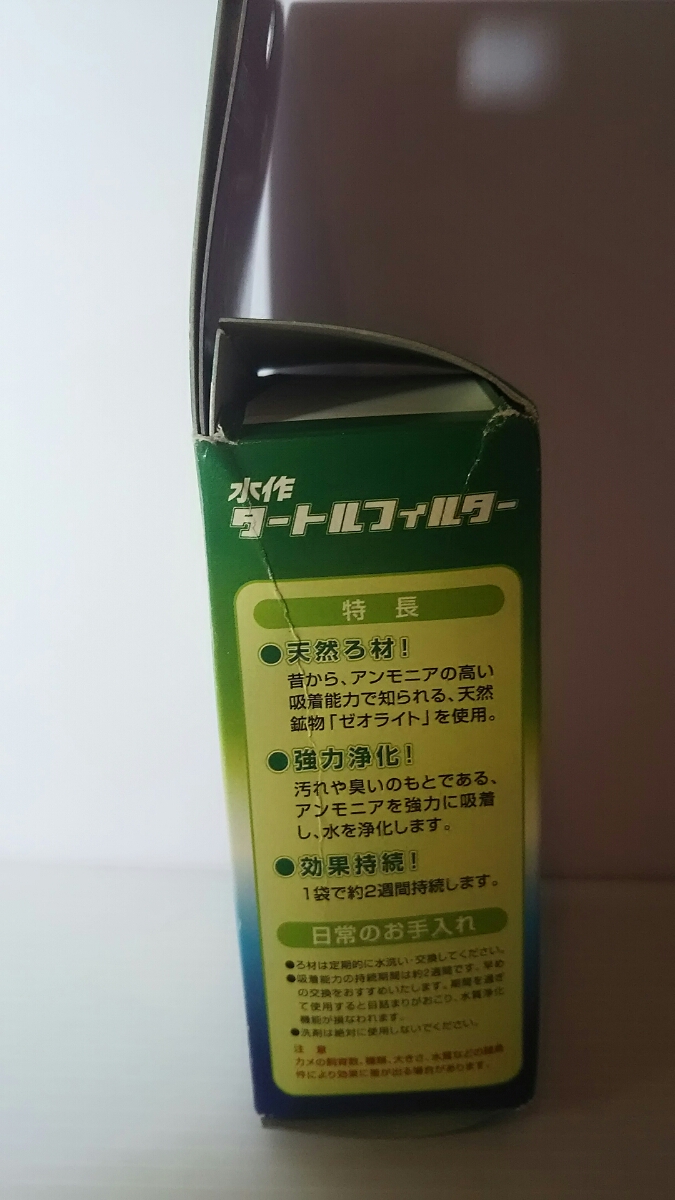 水作
タートルフィルター
特 長
●天然ろ材!
昔から、アンモニアの高い
吸着能力で知られる、天然
鉱物「ゼオライト」を使用。
●強力浄化!
汚れや臭いのもとである、
アンモニアを強力に吸着
し、水を浄化します。
●効果持続!
1袋で約2週間持続します。
日常のお手入れ
●ろ材は定期的に水洗い・交換してください。
●吸着能力の持続期間は約2週間です。早め
の交換をおすすめいたします。期間を過ぎ
て使用すると目詰まりがおこり、水質浄化
機能が損なわれます。
●洗剤は絶対に使用しないでください。
注 意
カメの飼育数、種類、大きさ、水質などの諸条
件により効果に差が出る場合があります。